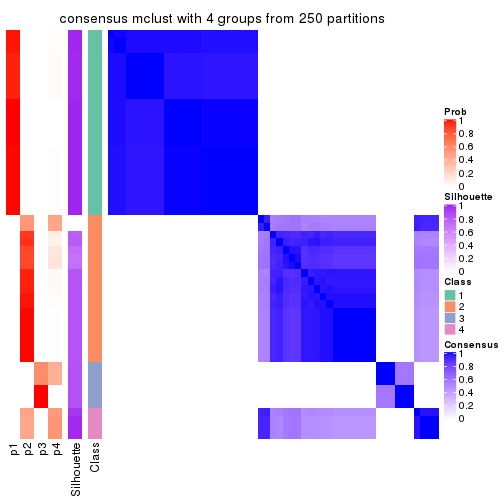 consensus mclust with 4 groups from 250 partitions
Prob
1
0.8
0.6
0.4
0.2
0
Silhouette
1
0.8
0.6
0.4
0.2
0
Class
1
2
3
4
Consensus
1
0.8
0.6
0.4
0.2
0
p1
p2
p3
p4
Silhouette
Class